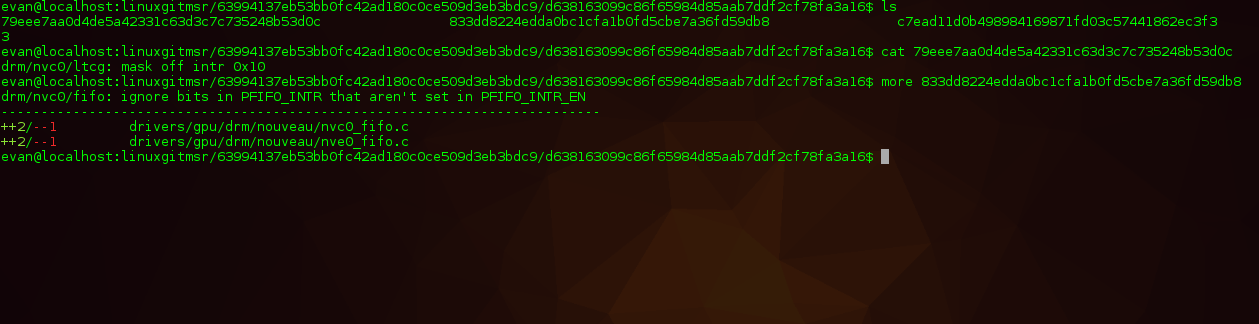 evan@localhost:linuxgitmsr/63994137eb53bb0fc42ad180c0ce509d3eb3bdc9/d638163099c86f65984d85aab7ddf2cf78fa3a16$ ls
79eee7aa0d4de5a42331c63d3c7c735248b53d0c 833dd8224edda0bc1cfa1b0fd5cbe7a36fd59db8 c7ead11d0b498984169871fd03c57441862ec3f3
3
evan@localhost:linuxgitmsr/63994137eb53bb0fc42ad180c0ce509d3eb3bdc9/d638163099c86f65984d85aab7ddf2cf78fa3a16$ cat 79eee7aa0d4de5a42331c63d3c7c735248b53d0c
drm/nvc0/ltcg: mask off intr 0x10
evan@localhost:linuxgitmsr/63994137eb53bb0fc42ad180c0ce509d3eb3bdc9/d638163099c86f65984d85aab7ddf2cf78fa3a16$ more 833dd8224edda0bc1cfa1b0fd5cbe7a36fd59db8
drm/nvc0/fifo: ignore bits in PFIFO_INTR that aren't set in PFIFO_INTR_EN
---------------------------------------------------------------------------
++2/--1 drivers/gpu/drm/nouveau/nvc0_fifo.c
++2/--1 drivers/gpu/drm/nouveau/nve0_fifo.c
evan@localhost:linuxgitmsr/63994137eb53bb0fc42ad180c0ce509d3eb3bdc9/d638163099c86f65984d85aab7ddf2cf78fa3a16$